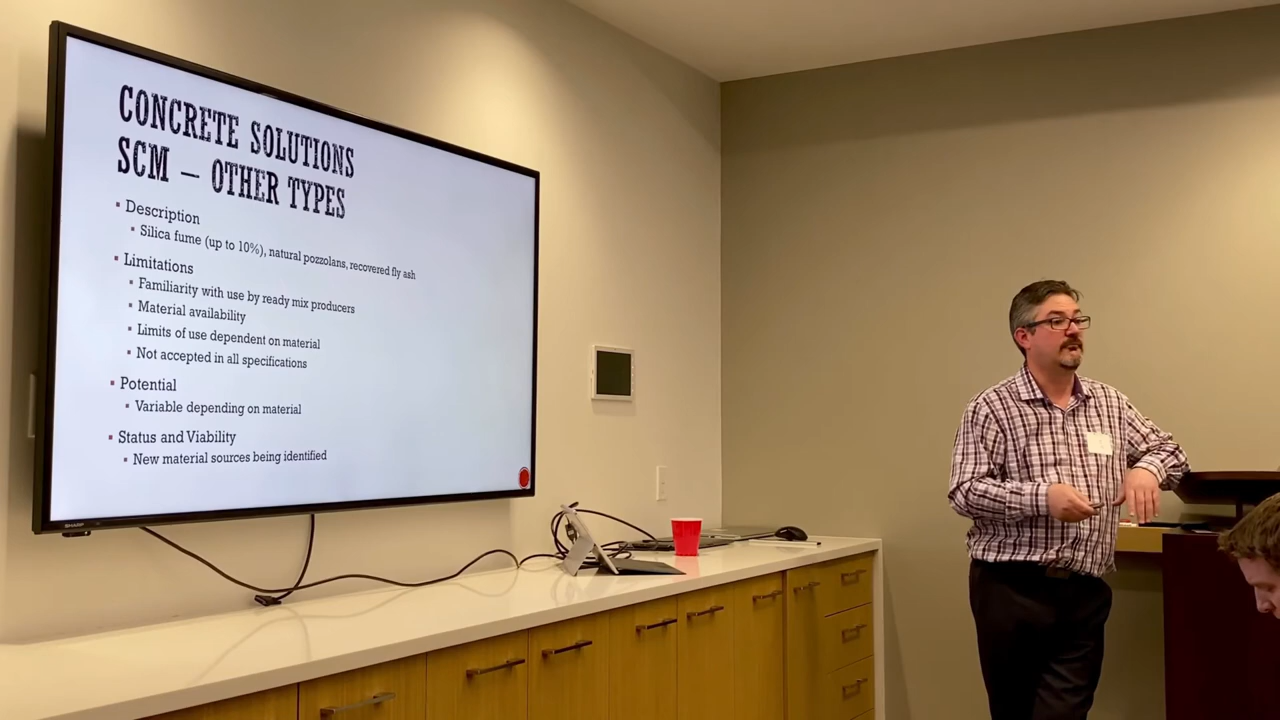 CONCRETE SOLUTIONS
SCM – OTHER TYPES
▪ Description
▪ Silica fume (up to 10%), natural pozzolans, recovered fly ash
▪ Limitations
▪ Familiarity with use by ready mix producers
▪ Material availability
▪ Limits of use dependent on material
▪ Not accepted in all specifications
▪ Potential
▪ Variable depending on material
▪ Status and Viability
▪ New material sources being identified
SHARP